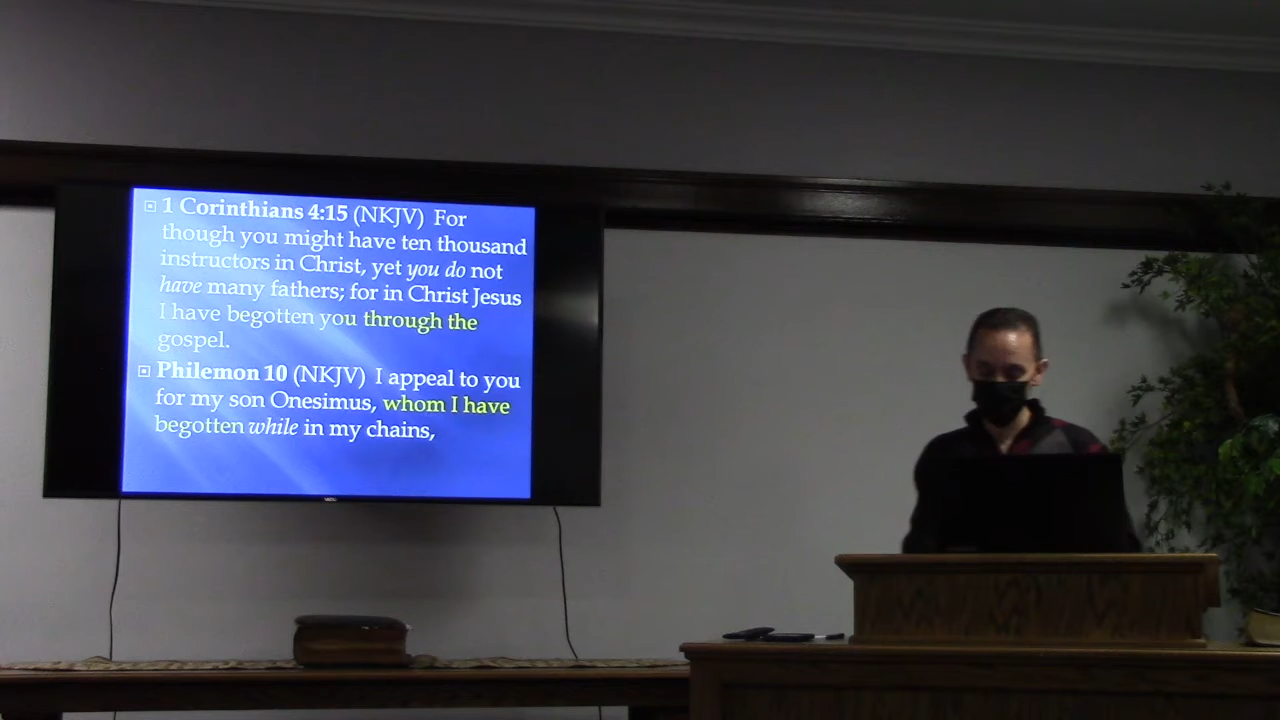 1 Corinthians 4:15 (NKJV) For
though you might have ten thousand
instructors in Christ, yet you do not
have many fathers; for in Christ Jesus
I have begotten you through the
gospel.
Philemon 10 (NKJV) I appeal to you
for my son Onesimus, whom I have
begotten while in my chains,